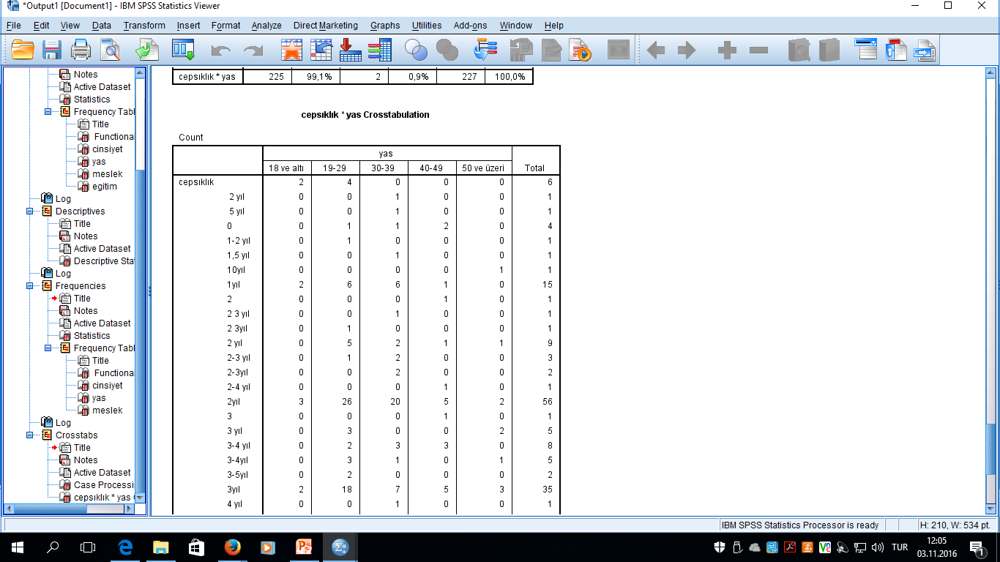 *Output1 [Document1] - IBM SPSS Statistics Viewer
File Edit View Data Transform Insert Format Analyze Direct Marketing Graphs Utilities Add-ons Window Help
Notes
Active Dataset
Statistics
Frequency Tabl
Title
Functiona
cinsiyet
yas
meslek
egitim
Log
Descriptives
Title
Notes
Active Dataset
Descriptive Sta
Log
Frequencies
Title
Notes
Active Dataset
Statistics
Frequency Tabl
Title
Functiona
cinsiyet
yas
meslek
Log
Crosstabs
Title
Notes
Active Dataset
Case Processi
cepsıklık * yas
cepsıklık * yas 225 99,1% 2 0,9% 227 100,0%
cepsıklık * yas Crosstabulation
Count
yas
18 ve altı 19-29 30-39 40-49 50 ve üzeri Total
cepsıklık 2 4 0 0 0 6
2 yıl 0 0 1 0 0 1
5 yıl 0 0 1 0 0 1
0 0 1 1 2 0 4
1-2 yıl 0 1 0 0 0 1
1,5 yıl 0 0 1 0 0 1
10yıl 0 0 0 0 1 1
1yıl 2 6 6 1 0 15
2 0 0 0 1 0 1
2 3 yıl 0 0 1 0 0 1
2 3yıl 0 1 0 0 0 1
2 yıl 0 5 2 1 1 9
2-3 yıl 0 1 2 0 0 3
2-3yıl 0 0 2 0 0 2
2-4 yıl 0 0 0 1 0 1
2yıl 3 26 20 5 2 56
3 0 0 0 1 0 1
3 yıl 0 3 0 0 2 5
3-4 yıl 0 2 3 3 0 8
3-4yıl 0 3 1 0 1 5
3-5yıl 0 2 0 0 0 2
3yıl 2 18 7 5 3 35
4 yıl 0 0 1 0 0 1
IBM SPSS Statistics Processor is ready H: 210, W: 534 pt.
TUR 12:05
03.11.2016